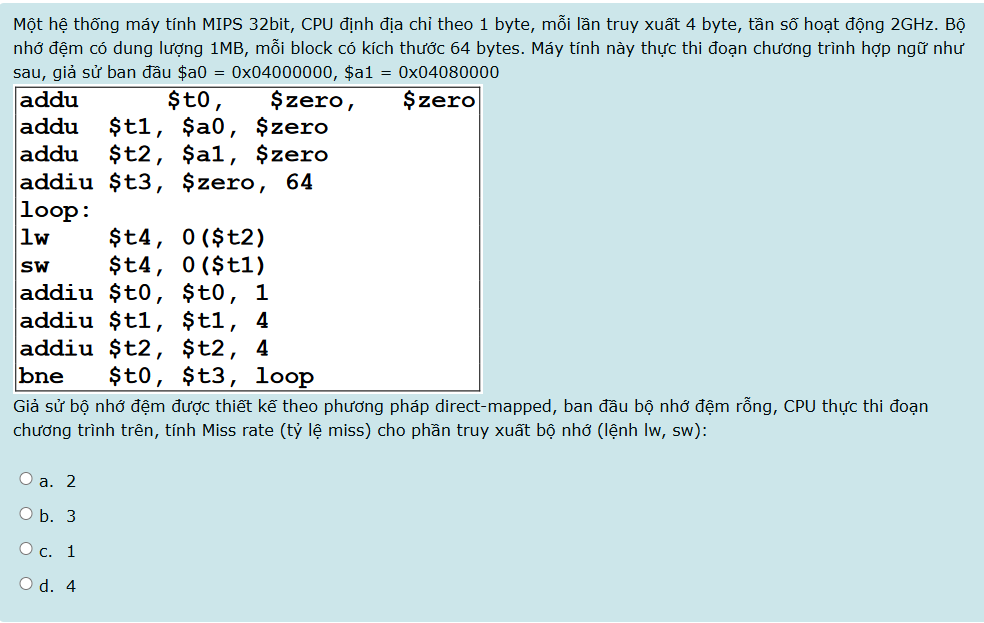 Một hệ thống máy tính MIPS 32bit, CPU định địa chỉ theo 1 byte, mỗi lần truy xuất 4 byte, tần số hoạt động 2GHz. Bộ
nhớ đệm có dung lượng 1MB, mỗi block có kích thước 64 bytes. Máy tính này thực thi đoạn chương trình hợp ngữ như
sau, giả sử ban đầu $a0 = 0x04000000, $a1 = 0x04080000
addu $t0, $zero, $zero
addu $t1, $a0, $zero
addu $t2, $a1, $zero
addiu $t3, $zero, 64
loop:
lw $t4, 0($t2)
sw $t4, 0($t1)
addiu $t0, $t0, 1
addiu $t1, $t1, 4
addiu $t2, $t2, 4
bne $t0, $t3, loop
Giả sử bộ nhớ đệm được thiết kế theo phương pháp direct-mapped, ban đầu bộ nhớ đệm rỗng, CPU thực thi đoạn
chương trình trên, tính Miss rate (tỷ lệ miss) cho phần truy xuất bộ nhớ (lệnh lw, sw):
a. 2
b. 3
c. 1
d. 4